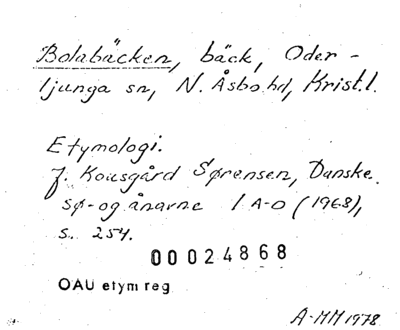 Bolabäcken, bäck, Oder-
ljunga sn, N. Åsbo hd, Krist. l.
Etymologi.
J. Kousgård Sørensen, Danske
sø- og ånavne 1 A-D (1968),
s. 254.
00024868
OAU etym reg
A-MM 1978